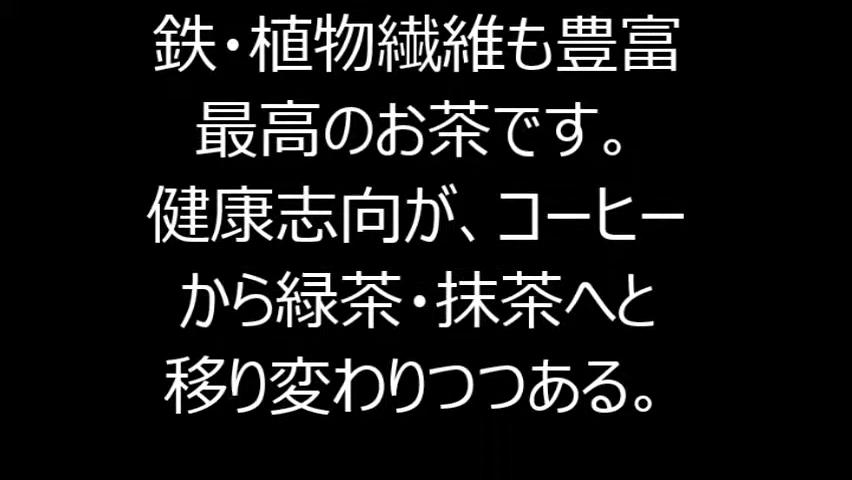 鉄・植物繊維も豊富
最高のお茶です。
健康志向が、コーヒー
から緑茶・抹茶へと
移り変わりつつある。